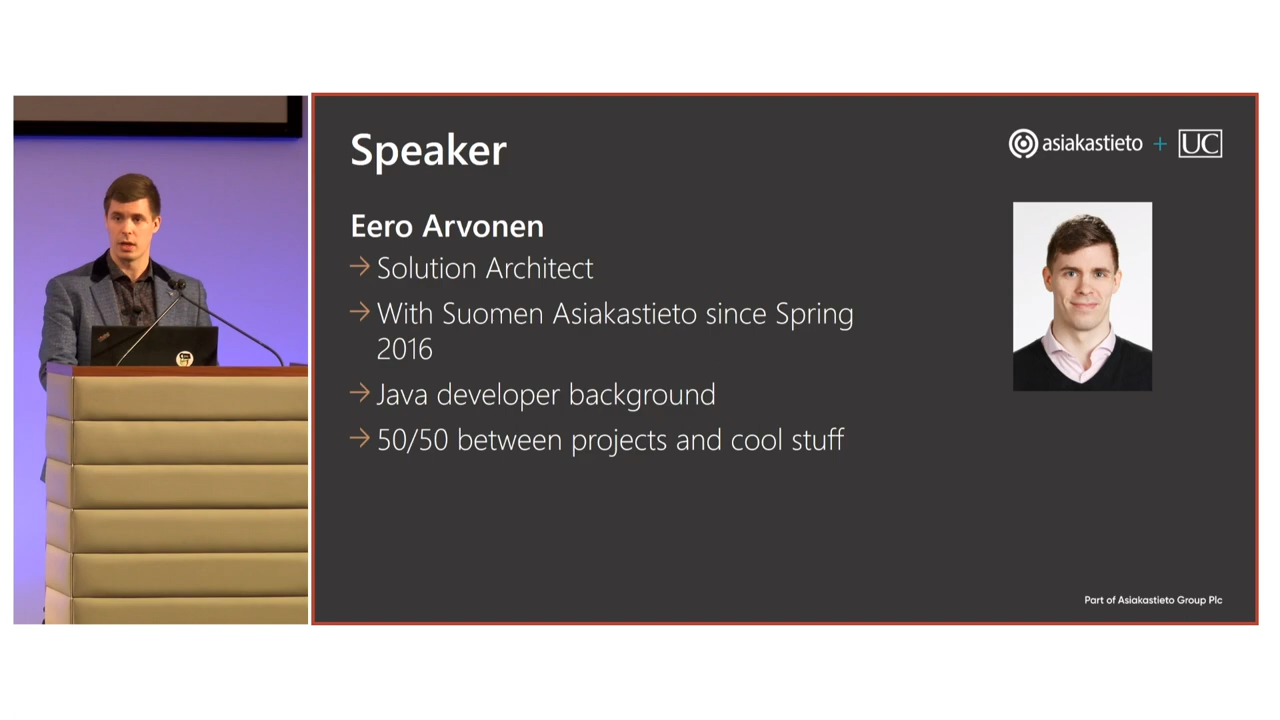 Speaker
asiakastieto + UC
Eero Arvonen
→ Solution Architect
→ With Suomen Asiakastieto since Spring
2016
→ Java developer background
→ 50/50 between projects and cool stuff
Part of Asiakastieto Group Plc